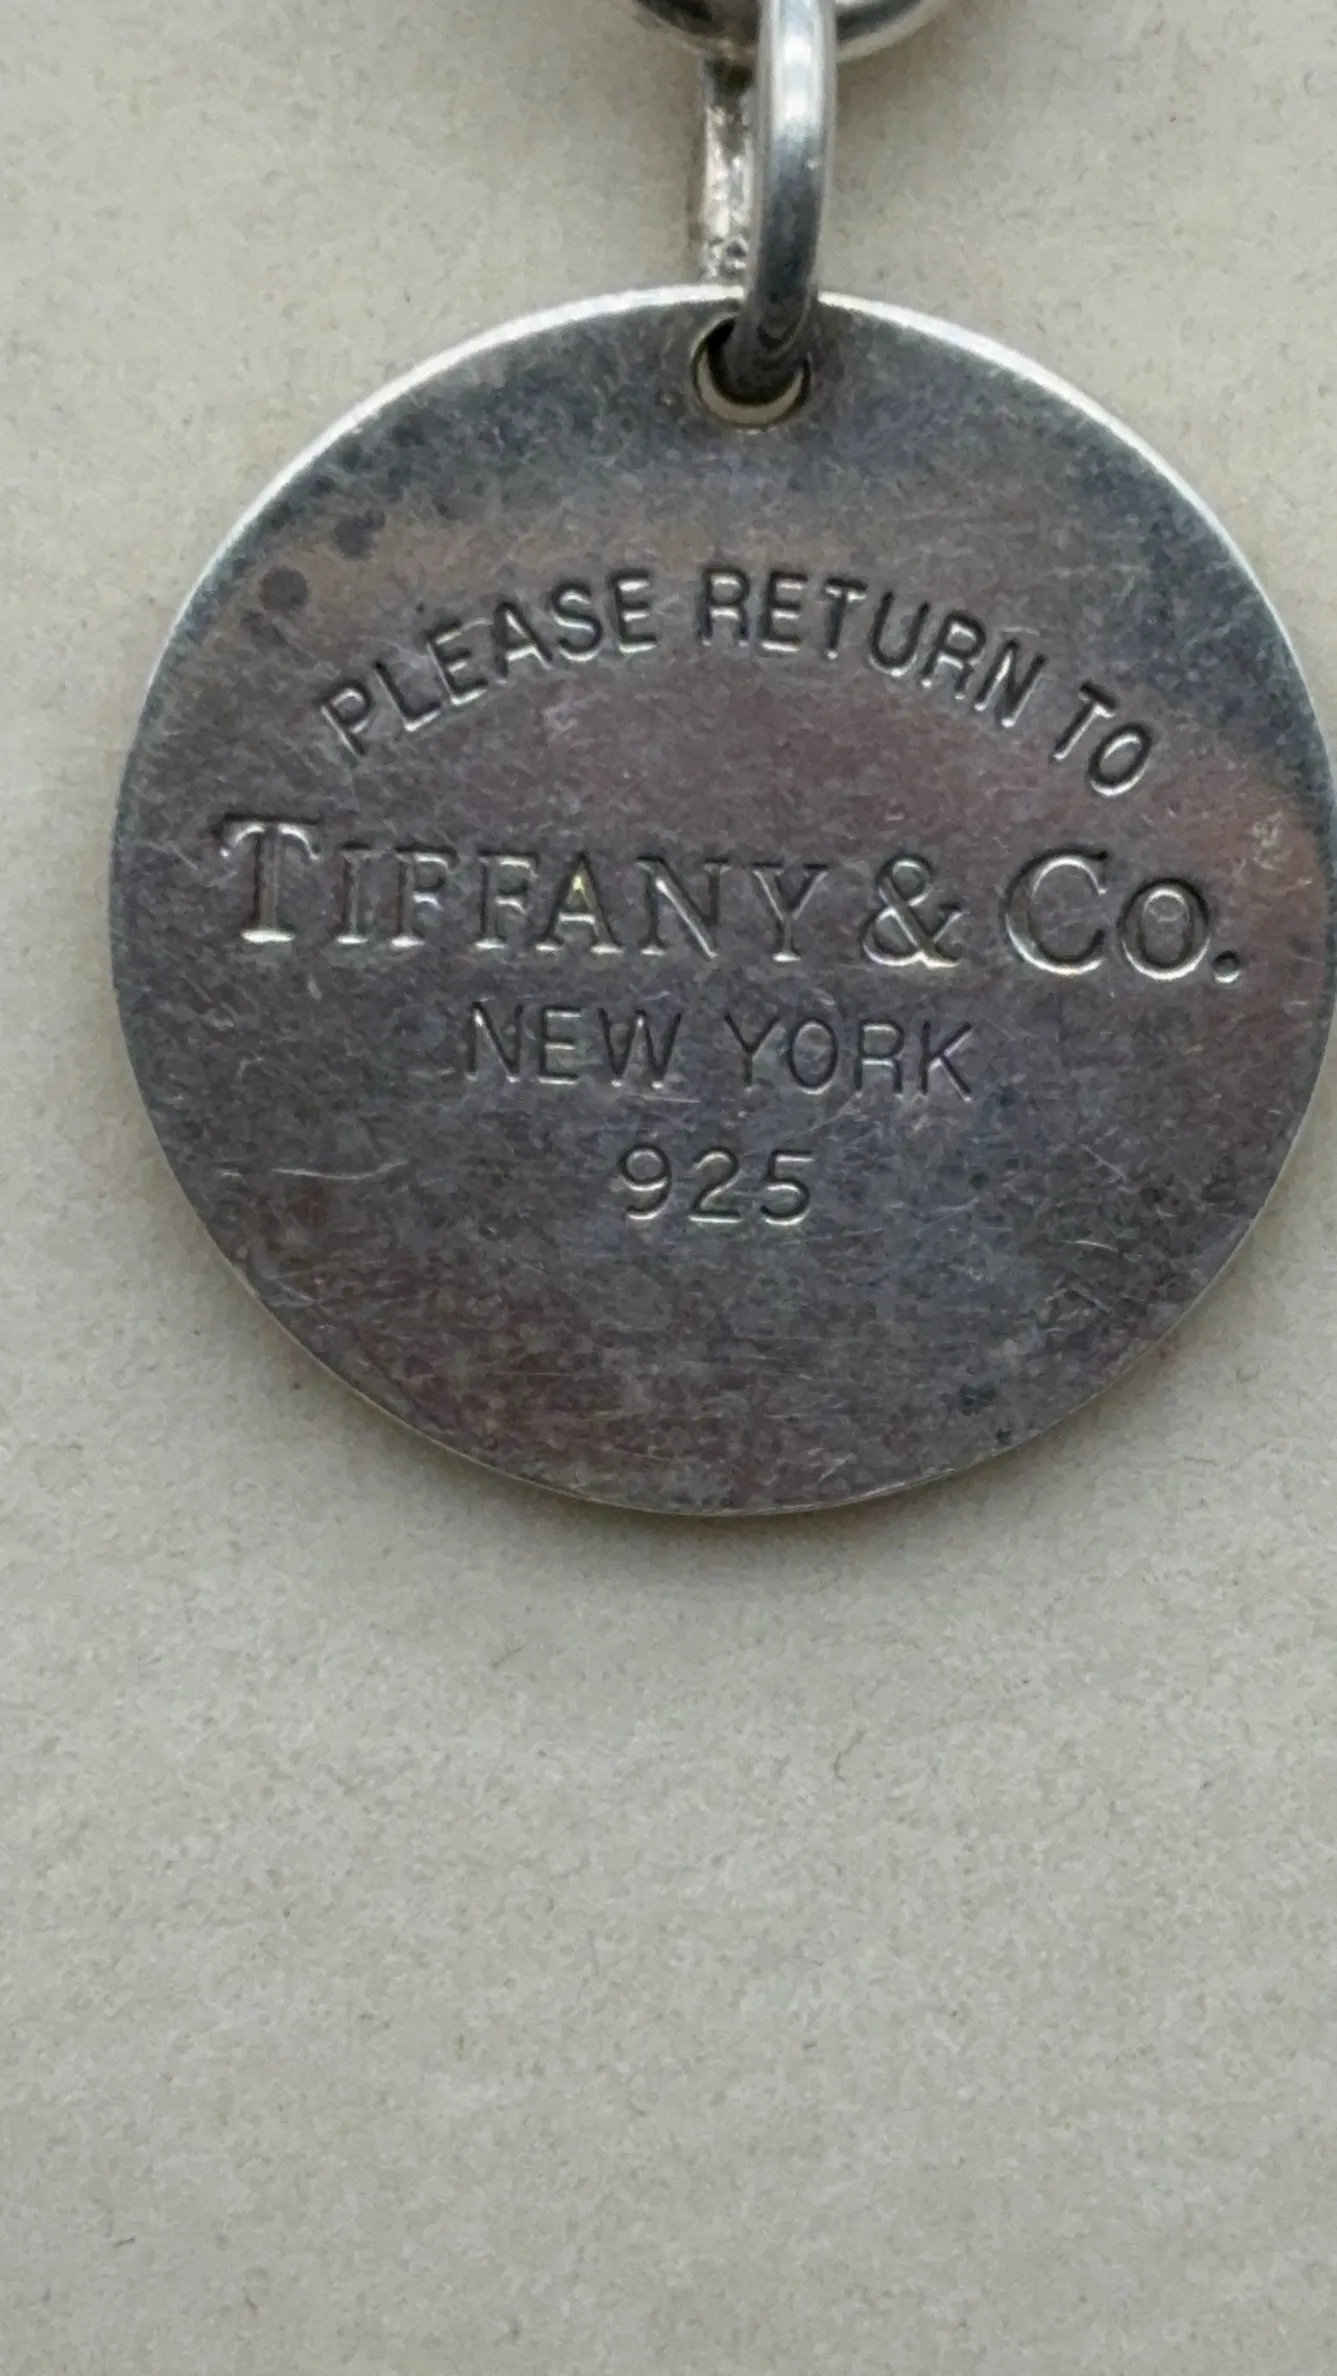 PLEASE RETURN TO
TIFFANY & CO.
NEW YORK
925